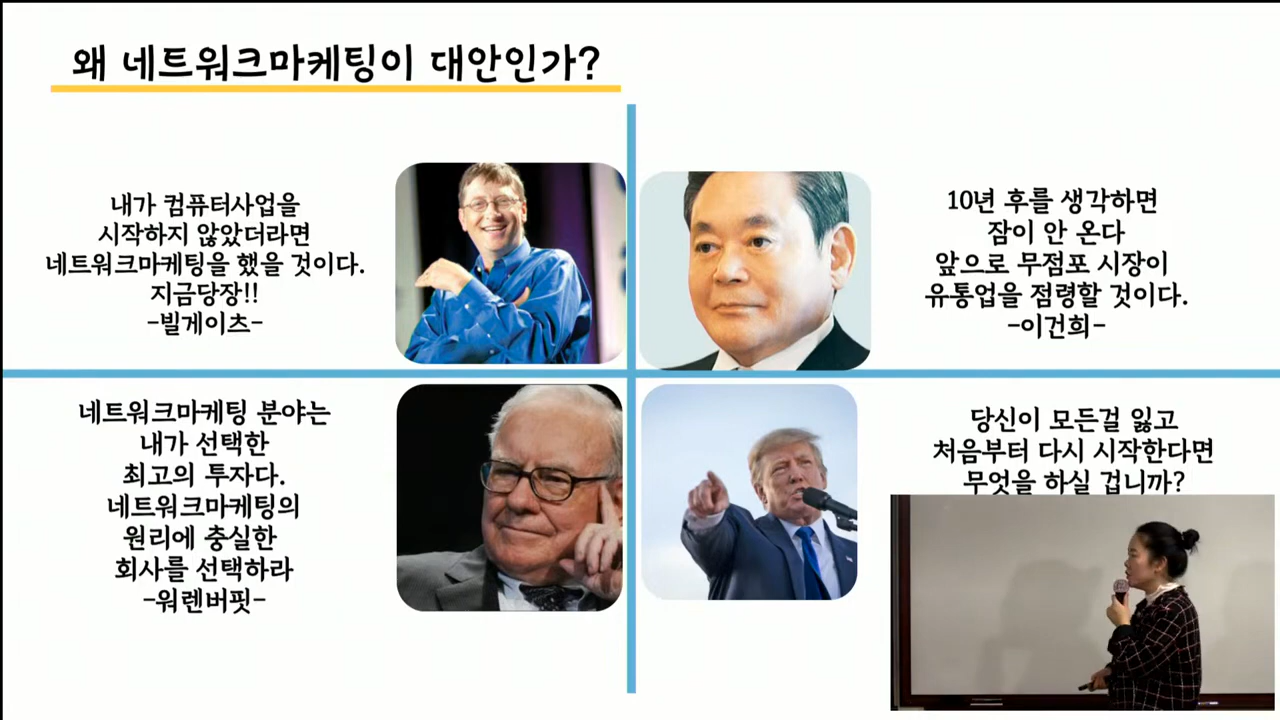 왜 네트워크마케팅이 대안인가?
내가 컴퓨터사업을
시작하지 않았더라면
네트워크마케팅을 했을 것이다.
지금당장!!
-빌게이츠-
10년 후를 생각하면
잠이 안 온다
앞으로 무점포 시장이
유통업을 점령할 것이다.
-이건희-
네트워크마케팅 분야는
내가 선택한
최고의 투자다.
네트워크마케팅의
원리에 충실한
회사를 선택하라
-워렌버핏-
당신이 모든걸 잃고
처음부터 다시 시작한다면
무엇을 하실 겁니까?